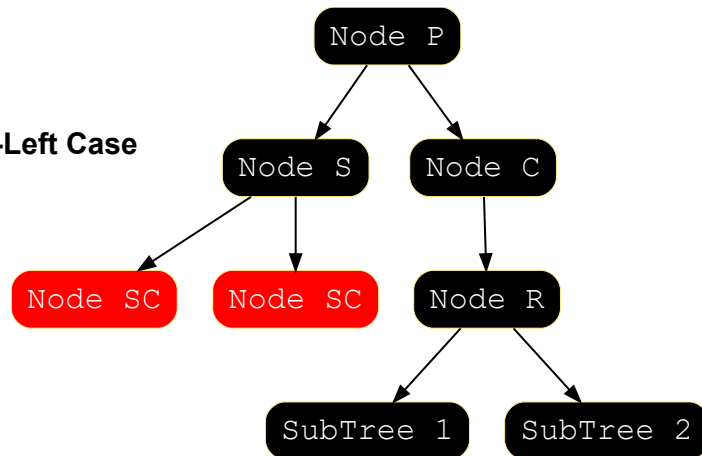 Node P
-Left Case
Node S
Node C
Node SC
Node SC
Node R
SubTree 1
SubTree 2